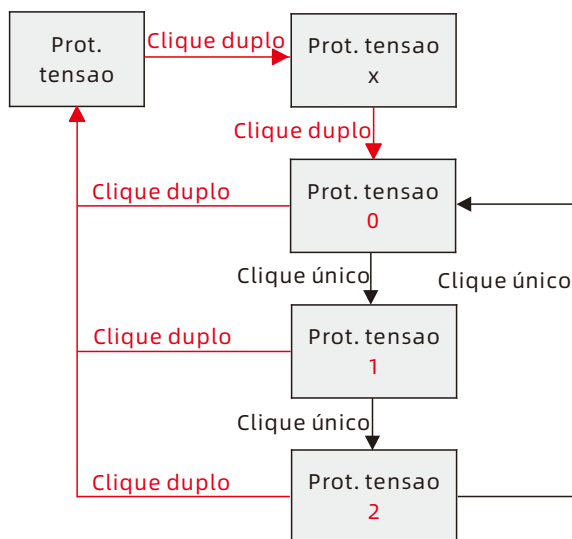 Prot.
tensao
Clique duplo
Prot. tensao
x
Clique duplo
Prot. tensao
0
Clique duplo
Clique único
Clique único
Prot. tensao
1
Clique duplo
Clique único
Prot. tensao
2
Clique duplo